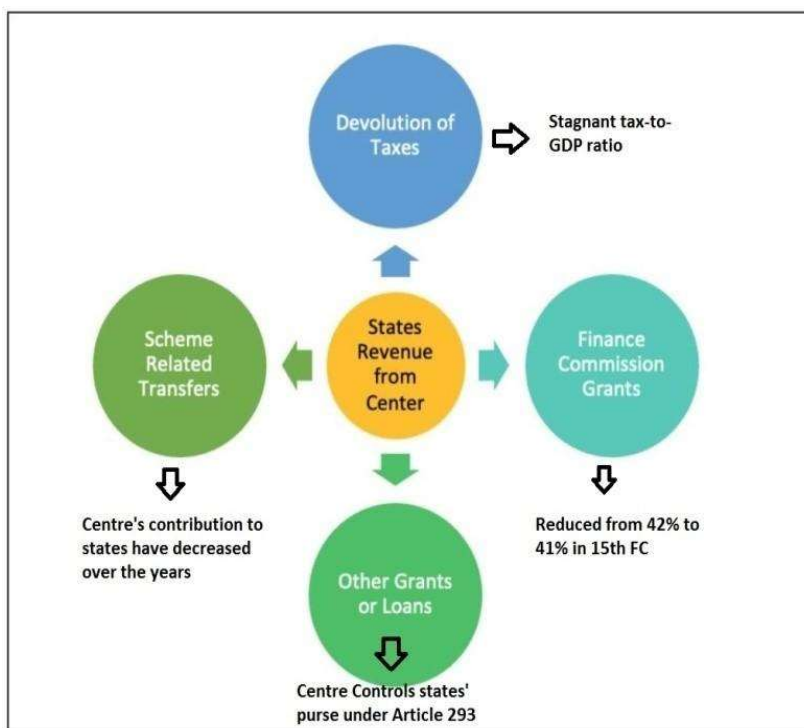 Devolution of
Taxes
Stagnant tax-to-
GDP ratio
Scheme
Related
Transfers
States
Revenue
from
Center
Finance
Commission
Grants
Centre's contribution to
states have decreased
over the years
Reduced from 42% to
41% in 15th FC
Other Grants
or Loans
Centre Controls states'
purse under Article 293